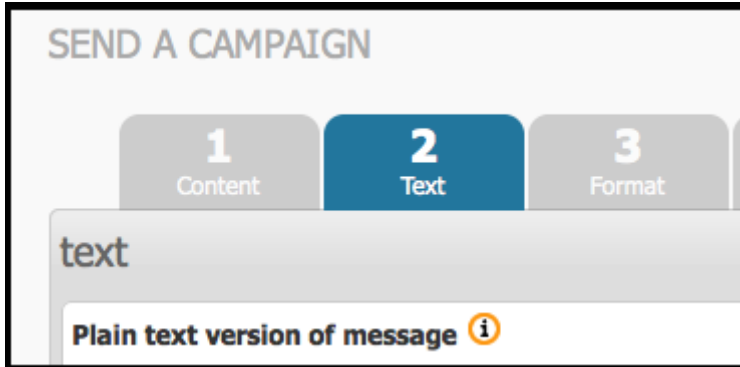 SEND A CAMPAIGN
1 2 3
Content Text Format
text
Plain text version of message i